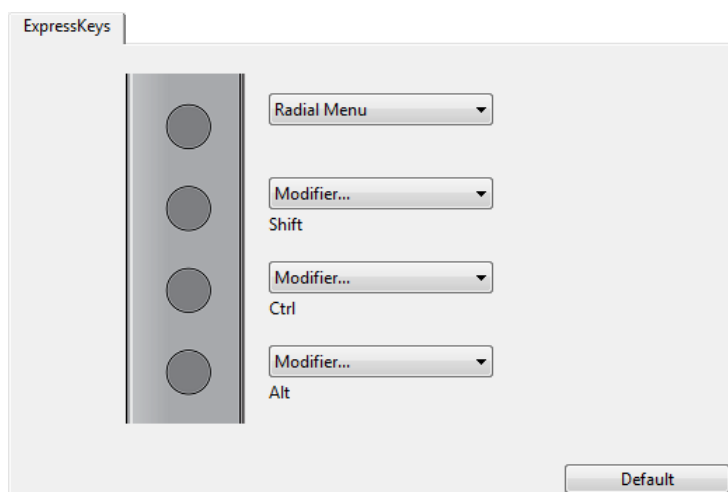 ExpressKeys
Radial Menu
Modifier...
Shift
Modifier...
Ctrl
Modifier...
Alt
Default